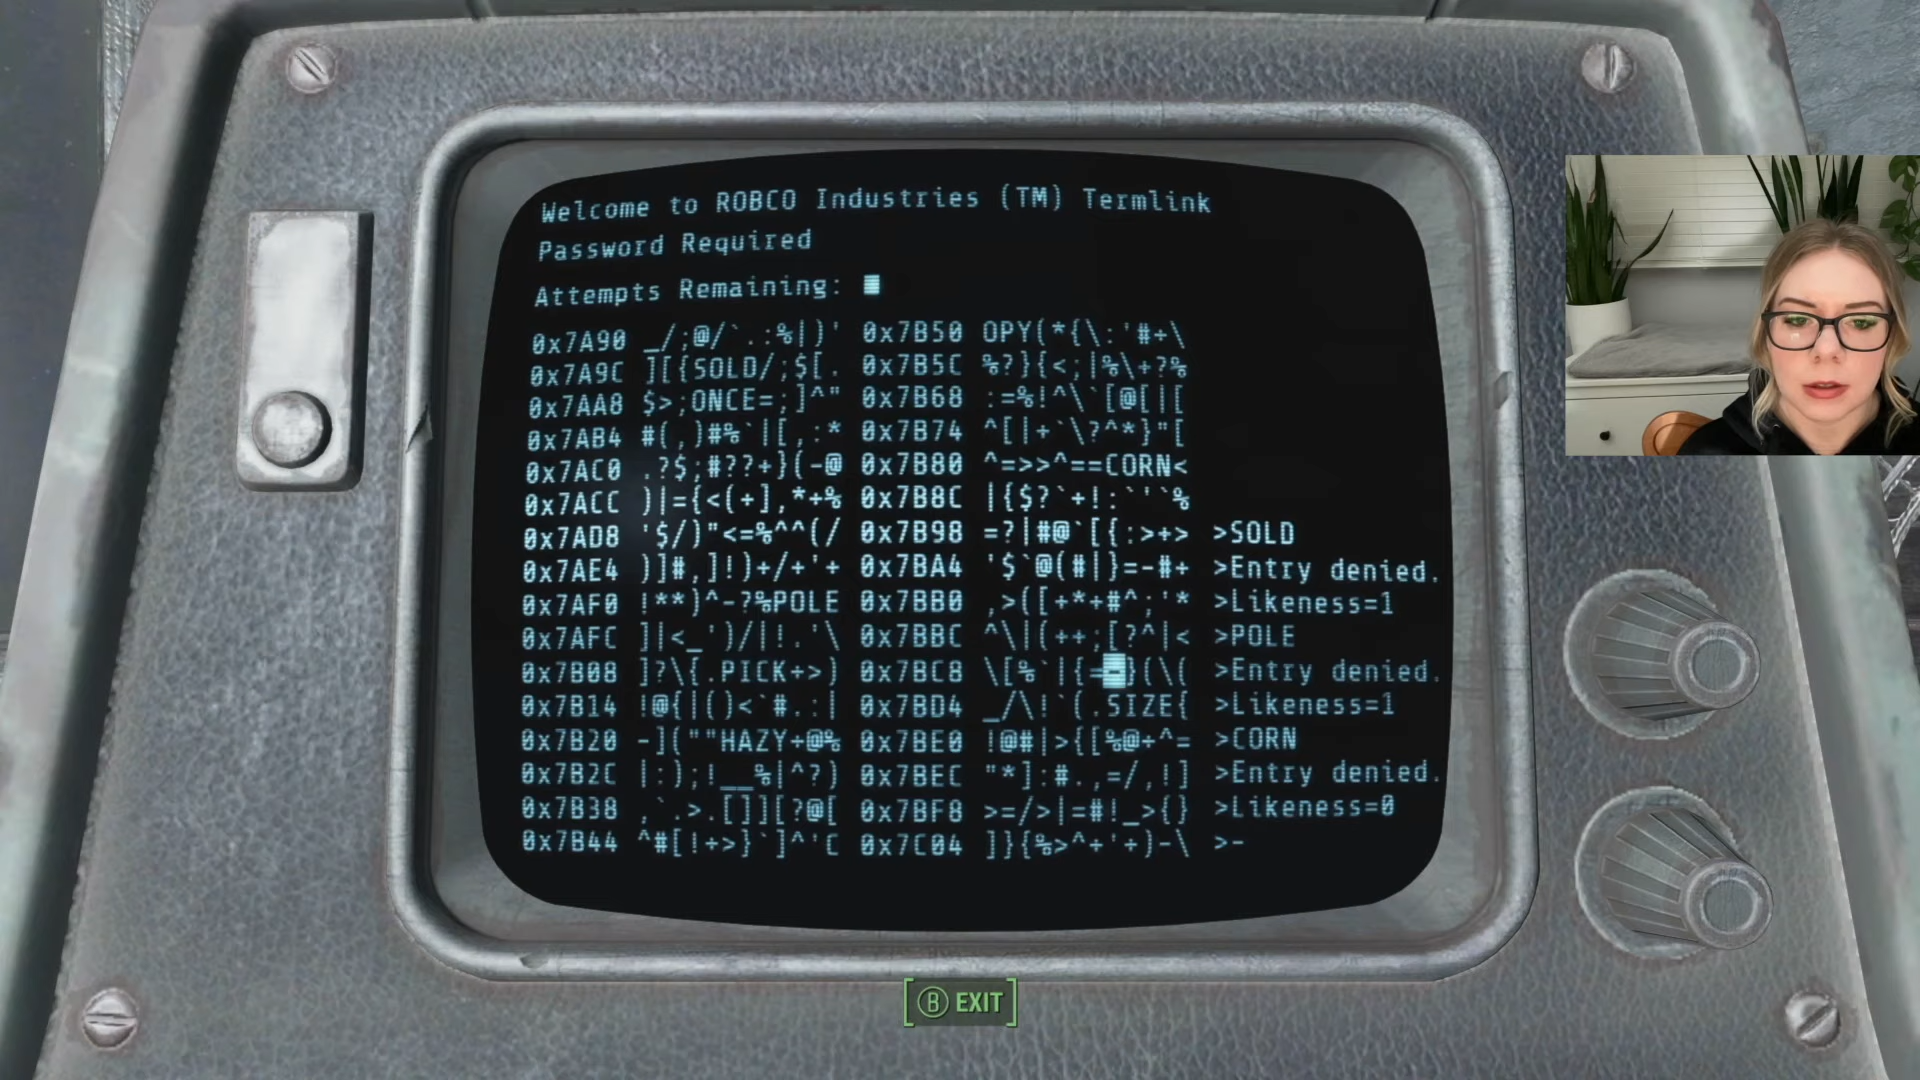 Welcome to ROBCO Industries (TM) Termlink
Password Required
Attempts Remaining: ■
0x7A90 _/;@/`.:%|)' 0x7B50 OPY(*{\:'#+\
0x7A9C ][{SOLD/;$[. 0x7B5C %?}{<;|%\+?%
0x7AA8 $>;ONCE=;]^" 0x7B68 :=%!^\`[@[|[
0x7AB4 #(,)#%`|[,:* 0x7B74 ^[|+`\?^*}"[
0x7AC0 .?$;#??+}(-@ 0x7B80 ^=>>^==CORN<
0x7ACC )|={<(+],*+% 0x7B8C |{$?`+!:`'`%
0x7AD8 '$/)"<=%^^(/ 0x7B98 =?|#@`[{:>+> >SOLD
0x7AE4 )]#,]!)+/+'+ 0x7BA4 '$`@(#|}=-#+ >Entry denied.
0x7AF0 !**)^-?%POLE 0x7BB0 ,>([+*+#^;'* >Likeness=1
0x7AFC ]|<_')/|!.'\ 0x7BBC ^\|(++;[?^|< >POLE
0x7B08 ]?\{.PICK+>) 0x7BC8 \[%`|{=-}(\( >Entry denied.
0x7B14 !@{|()<`#.:| 0x7BD4 _/\!`(.SIZE{ >Likeness=1
0x7B20 -](""HAZY+@% 0x7BE0 !@#|>{[%@+^= >CORN
0x7B2C |:);!__%|^?) 0x7BEC "*]:#.,=/,!] >Entry denied.
0x7B38 ,`.>.[]][?@[ 0x7BF8 >=/>|=#!_>{} >Likeness=0
0x7B44 ^#[!+>}`]^'C 0x7C04 ]}{%>^+'+)-\ >-
[Ⓑ EXIT]